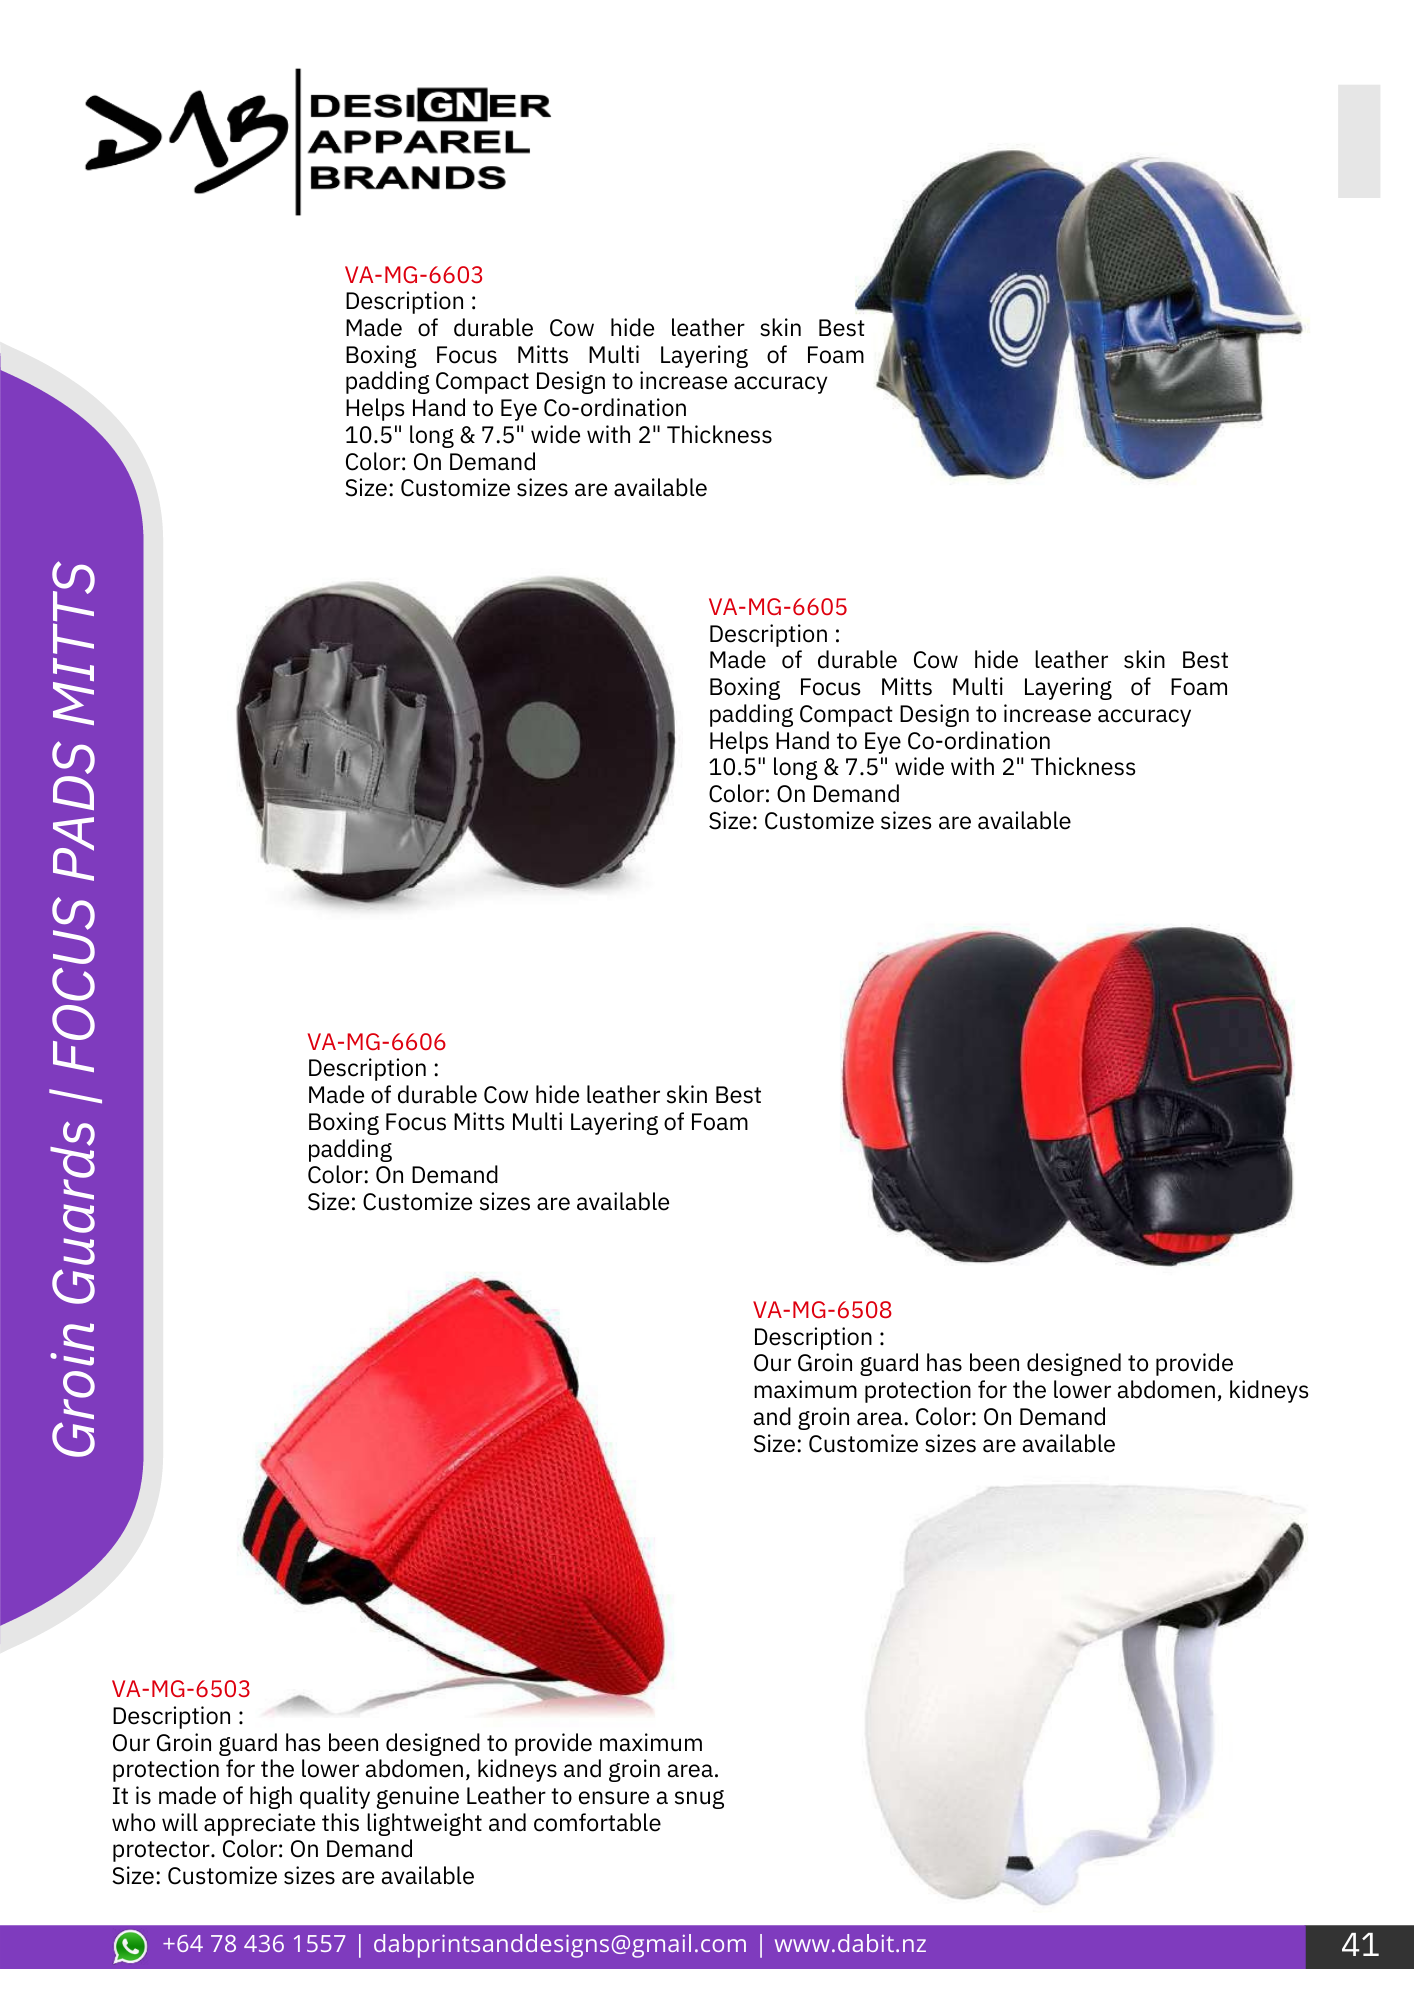 DAB DESIGNER
APPAREL
BRANDS
VA-MG-6603
Description :
Made of durable Cow hide leather skin Best
Boxing Focus Mitts Multi Layering of Foam
padding Compact Design to increase accuracy
Helps Hand to Eye Co-ordination
10.5" long & 7.5" wide with 2" Thickness
Color: On Demand
Size: Customize sizes are available
VA-MG-6605
Description :
Made of durable Cow hide leather skin Best
Boxing Focus Mitts Multi Layering of Foam
padding Compact Design to increase accuracy
Helps Hand to Eye Co-ordination
10.5" long & 7.5" wide with 2" Thickness
Color: On Demand
Size: Customize sizes are available
Groin Guards | FOCUS PADS MITTS
VA-MG-6606
Description :
Made of durable Cow hide leather skin Best
Boxing Focus Mitts Multi Layering of Foam
padding
Color: On Demand
Size: Customize sizes are available
VA-MG-6508
Description :
Our Groin guard has been designed to provide
maximum protection for the lower abdomen, kidneys
and groin area. Color: On Demand
Size: Customize sizes are available
VA-MG-6503
Description :
Our Groin guard has been designed to provide maximum
protection for the lower abdomen, kidneys and groin area.
It is made of high quality genuine Leather to ensure a snug
who will appreciate this lightweight and comfortable
protector. Color: On Demand
Size: Customize sizes are available
+64 78 436 1557 | dabprintsanddesigns@gmail.com | www.dabit.nz
41